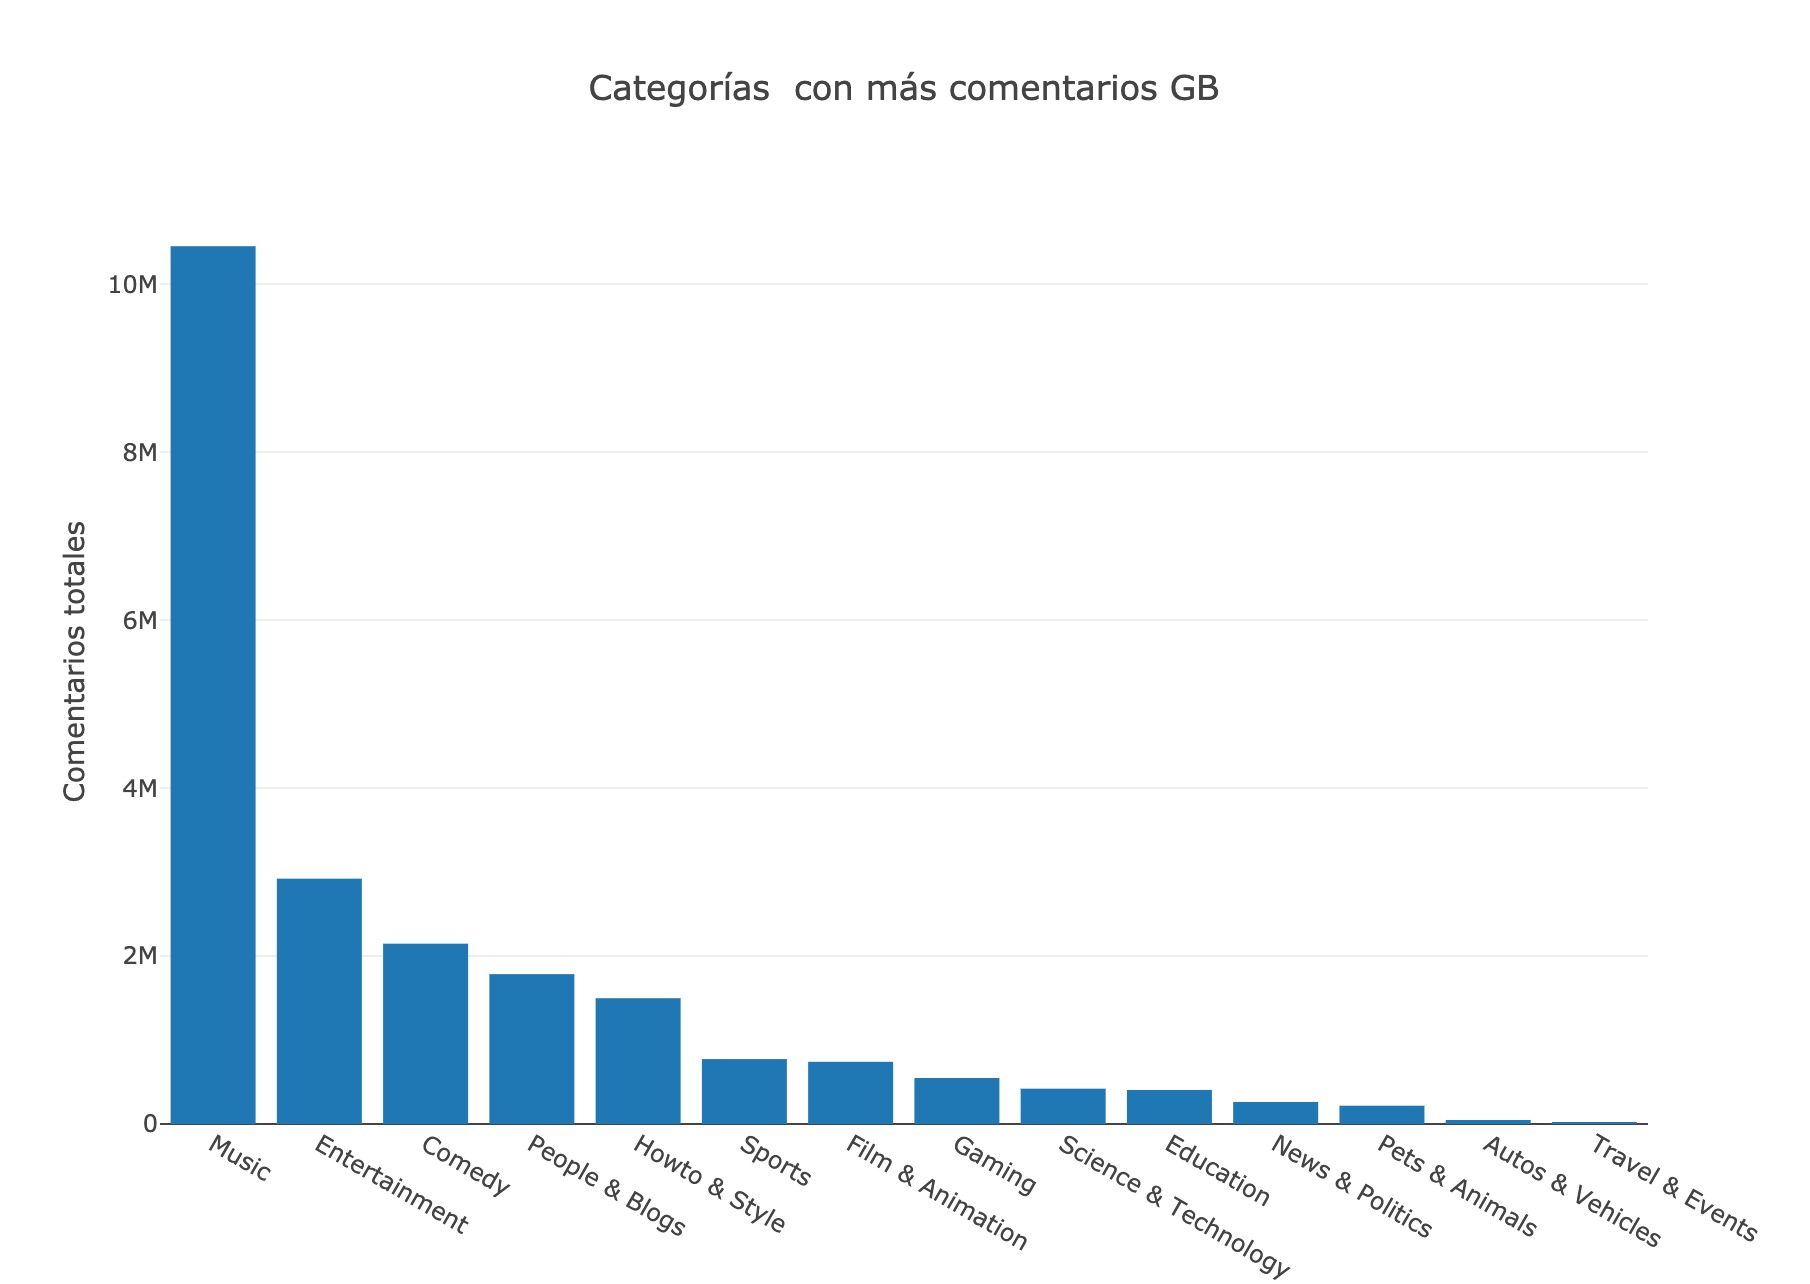 Categorías  con más comentarios GB
10M
8M
6M
4M
2M
0
Comentarios totales
Music
Entertainment
Comedy
People & Blogs
Howto & Style
Sports
Film & Animation
Gaming
Science & Technology
Education
News & Politics
Pets & Animals
Autos & Vehicles
Travel & Events